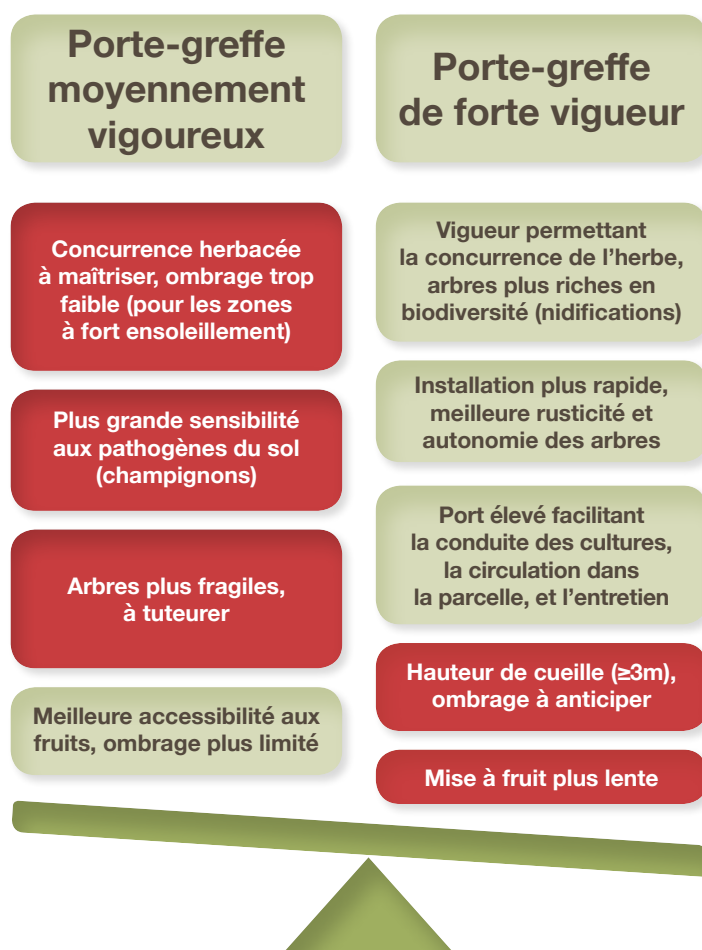 Porte-greffe
moyennement
vigoureux
Concurrence herbacée
à maîtriser, ombrage trop
faible (pour les zones
à fort ensoleillement)
Plus grande sensibilité
aux pathogènes du sol
(champignons)
Arbres plus fragiles,
à tuteurer
Meilleure accessibilité aux
fruits, ombrage plus limité
Porte-greffe
de forte vigueur
Vigueur permettant
la concurrence de l’herbe,
arbres plus riches en
biodiversité (nidifications)
Installation plus rapide,
meilleure rusticité et
autonomie des arbres
Port élevé facilitant
la conduite des cultures,
la circulation dans
la parcelle, et l’entretien
Hauteur de cueille (≥3m),
ombrage à anticiper
Mise à fruit plus lente